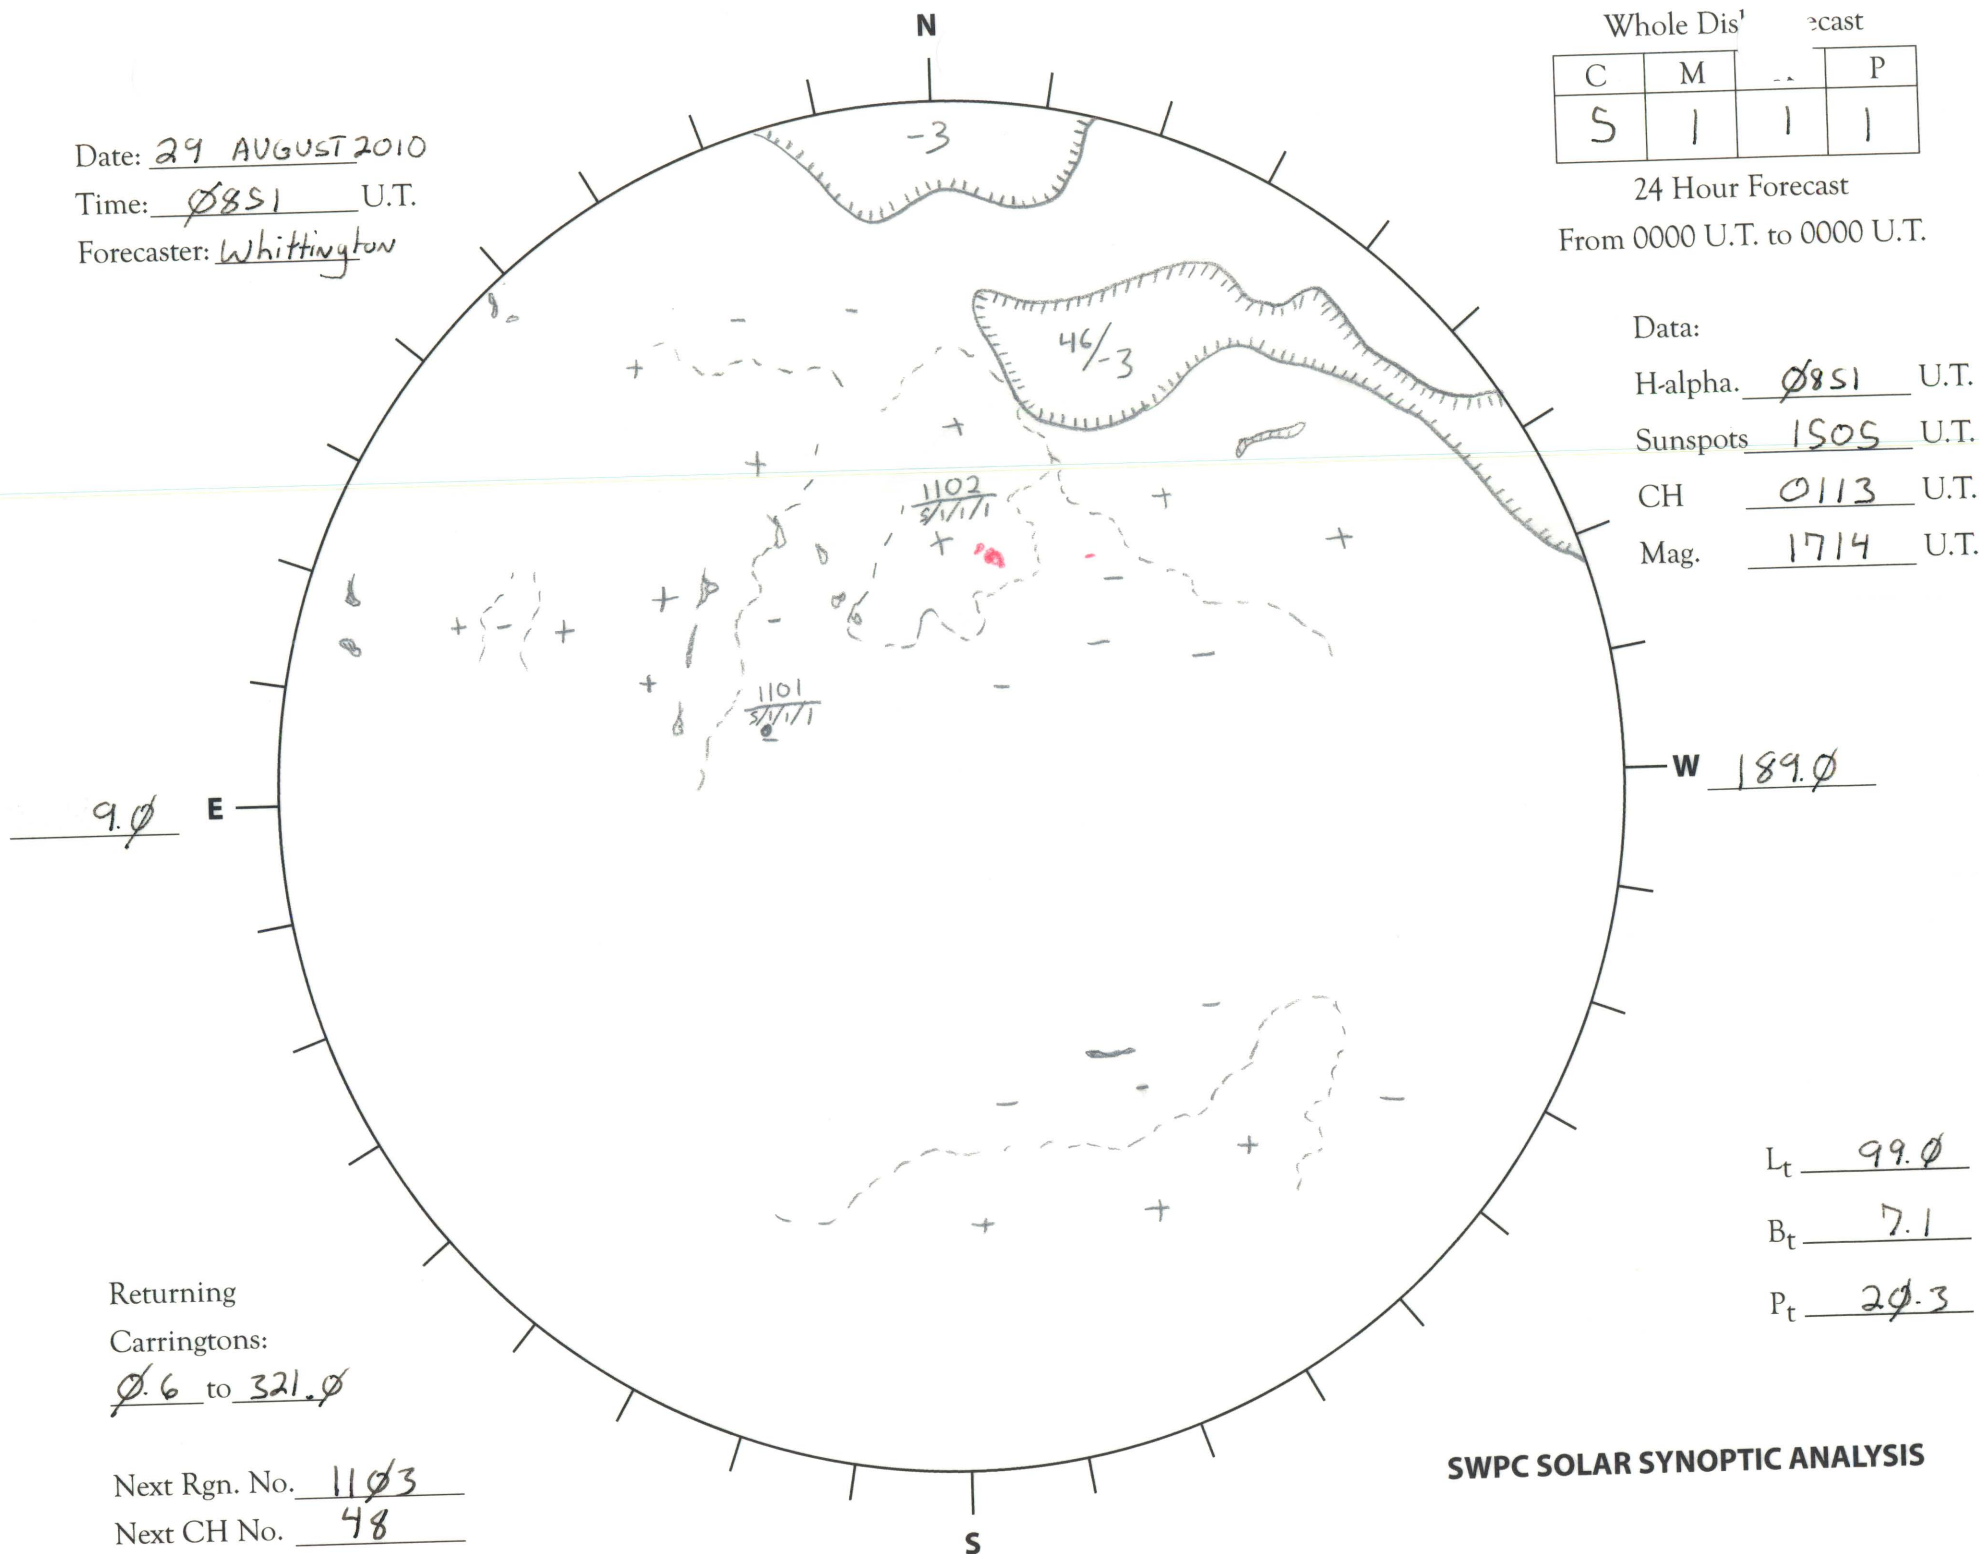 N
Whole Dis ecast
C M P
5 1 1 1
24 Hour Forecast
From 0000 U.T. to 0000 U.T.
Date: 29 AUGUST 2010
Time: Ø851 U.T.
Forecaster: Whittington
-3
46/-3
Data:
H-alpha. Ø851 U.T.
Sunspots 1505 U.T.
CH 0113 U.T.
Mag. 1714 U.T.
1102
5/1/1/1
1101
5/1/1/1
9.Ø E
W 189.Ø
Lt 99.Ø
Bt 7.1
Pt 2Ø.3
Returning
Carringtons:
Ø.6 to 321.Ø
Next Rgn. No. 11Ø3
Next CH No. 48
SWPC SOLAR SYNOPTIC ANALYSIS
S